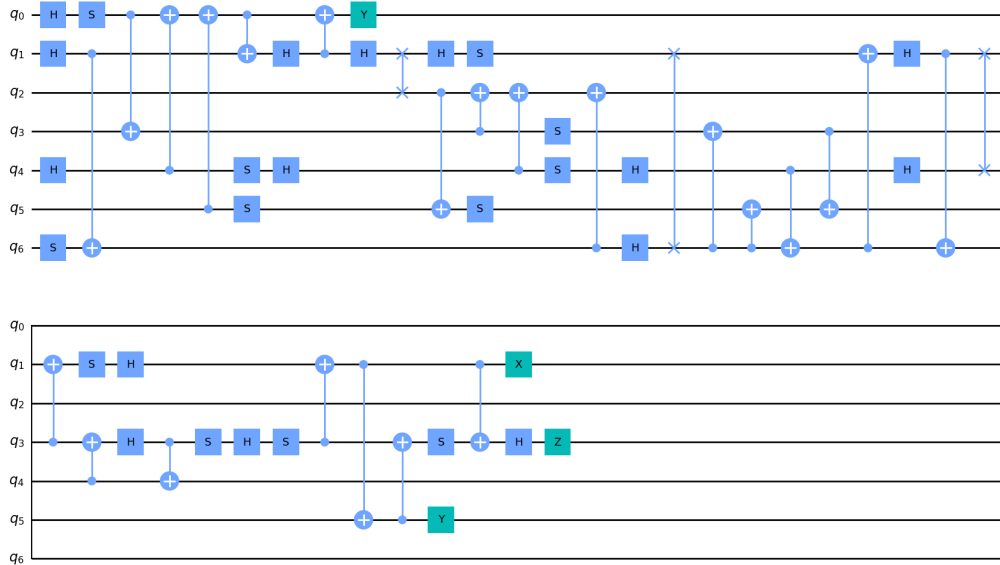 q0 H S Y
q1 H H H H S H
q2
q3 S
q4 H S H S H H
q5 S S
q6 S H
q0
q1 S H X
q2
q3 H S H S S H Z
q4
q5 Y
q6